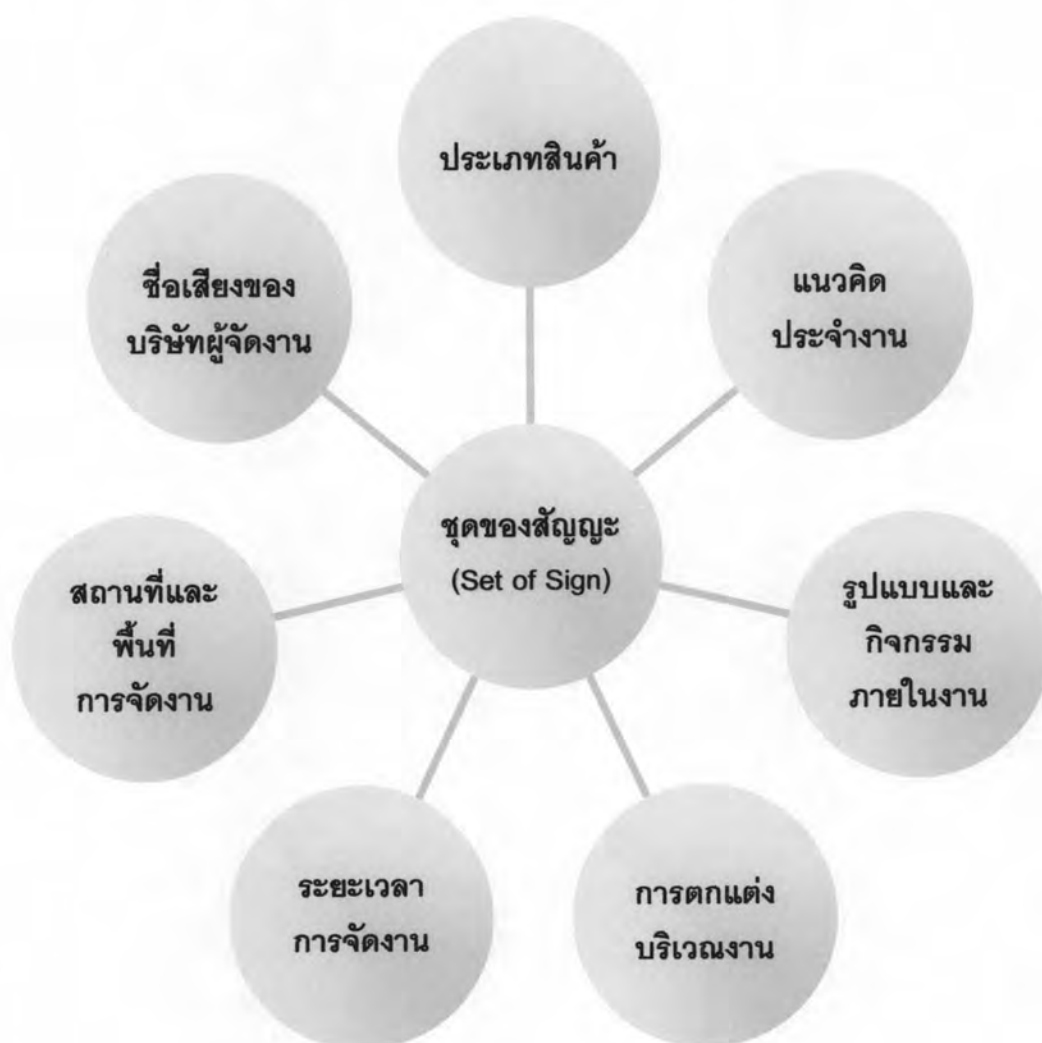 ประเภทสินค้า
แนวคิด
ประจำงาน
รูปแบบและ
กิจกรรม
ภายในงาน
การตกแต่ง
บริเวณงาน
ระยะเวลา
การจัดงาน
สถานที่และ
พื้นที่
การจัดงาน
ชื่อเสียงของ
บริษัทผู้จัดงาน
ชุดของสัญญะ
(Set of Sign)